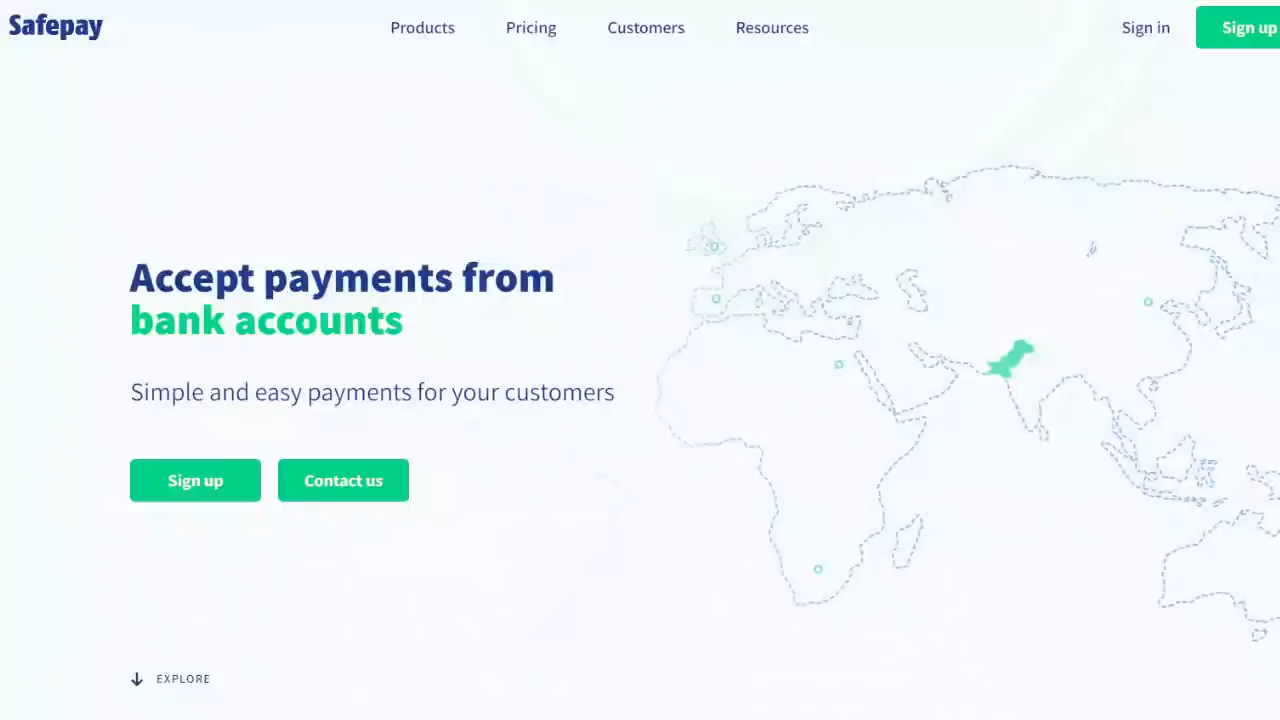 Safepay
Products
Pricing
Customers
Resources
Sign in
Sign up
Accept payments from
bank accounts
Simple and easy payments for your customers
Sign up
Contact us
EXPLORE